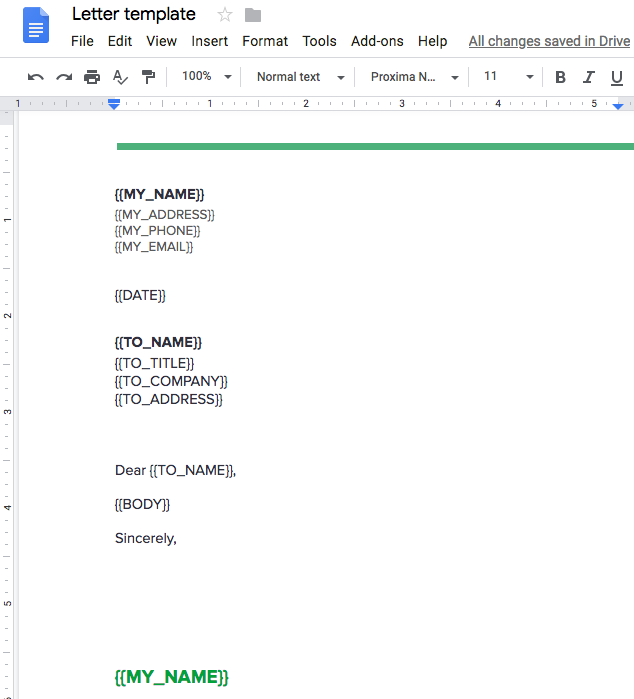 Letter template
File Edit View Insert Format Tools Add-ons Help All changes saved in Drive
100% Normal text Proxima N... 11 B I U
1 1 2 3 4 5
{{MY_NAME}}
{{MY_ADDRESS}}
1
{{MY_PHONE}}
{{MY_EMAIL}}
{{DATE}}
2
{{TO_NAME}}
{{TO_TITLE}}
{{TO_COMPANY}}
{{TO_ADDRESS}}
3
Dear {{TO_NAME}},
{{BODY}}
4
Sincerely,
5
{{MY_NAME}}